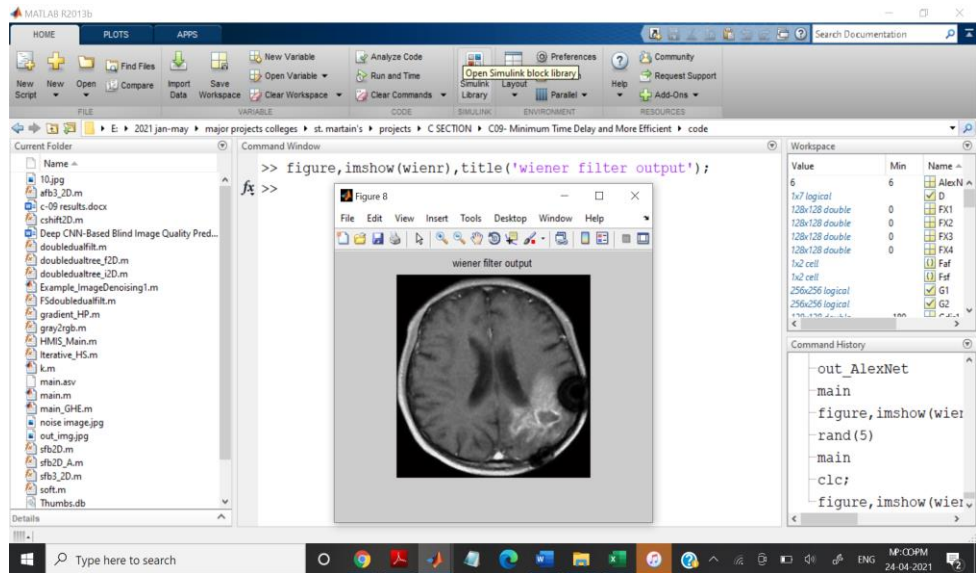 MATLAB R2013b
HOME PLOTS APPS
Search Documentation
New Script
New
Open
Find Files
Compare
Import Data
Save Workspace
New Variable
Open Variable
Clear Workspace
Analyze Code
Run and Time
Clear Commands
Simulink Library
Open Simulink block library
Layout
Preferences
Parallel
Help
Community
Request Support
Add-Ons
FILE VARIABLE CODE SIMULINK ENVIRONMENT RESOURCES
E: 2021 jan-may major projects colleges st. martain's projects C SECTION C09- Minimum Time Delay and More Efficient code
Current Folder
Name
10.jpg
afb3_2D.m
c-09 results.docx
cshift2D.m
Deep CNN-Based Blind Image Quality Pred...
doubledualfilt.m
doubledualtree_f2D.m
doubledualtree_i2D.m
Example_ImageDenoising1.m
FSdoubledualfilt.m
gradient_HP.m
gray2rgb.m
HMIS_Main.m
Iterative_HS.m
k.m
main.asv
main.m
main_GHE.m
noise image.jpg
out_img.jpg
sfb2D.m
sfb2D_A.m
sfb3_2D.m
soft.m
Thumbs.db
Details
Command Window
>> figure,imshow(wienr),title('wiener filter output');
fx >>
Figure 8
File Edit View Insert Tools Desktop Window Help
wiener filter output
Workspace
Value Min Name
6 6 AlexN
1x7 logical D
128x128 double 0 FX1
128x128 double 0 FX2
128x128 double 0 FX3
128x128 double 0 FX4
1x2 cell Faf
1x2 cell Fsf
256x256 logical G1
256x256 logical G2
Command History
out_AlexNet
main
figure,imshow(wier
rand(5)
main
clc;
figure,imshow(wier
Type here to search
ENG
24-04-2021